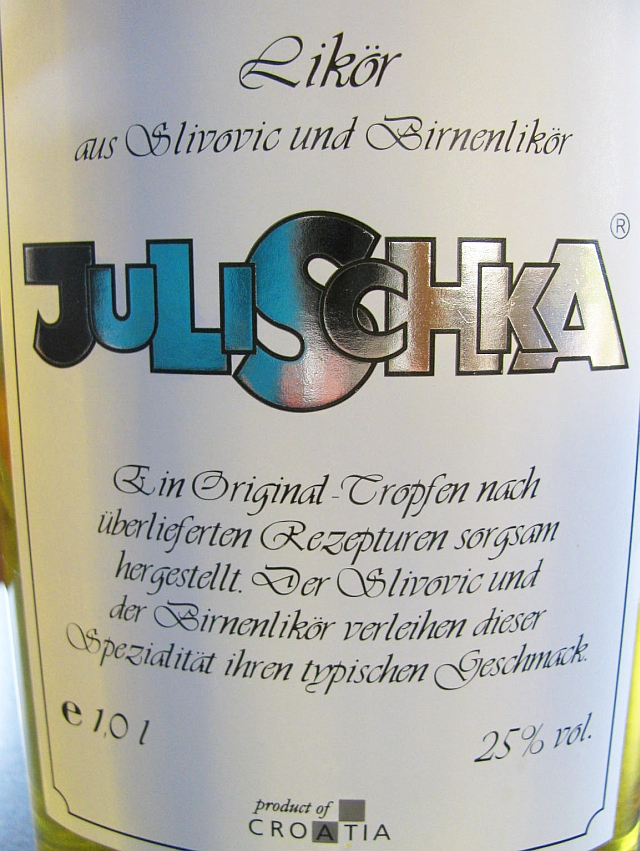 Likör
aus Slivovic und Birnenlikör
JULiSCHKA ®
Ein Original-Tropfen nach
überlieferten Rezepturen sorgsam
hergestellt. Der Slivovic und
der Birnenlikör verleihen dieser
Spezialität ihren typischen Geschmack.
e 1,0 l
25% vol.
product of
CROATIA